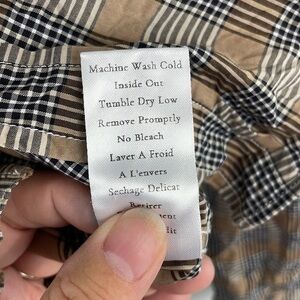 Machine Wash Cold
Inside Out
Tumble Dry Low
Remove Promptly
No Bleach
Laver A Froid
A L'envers
Sechage Delicat